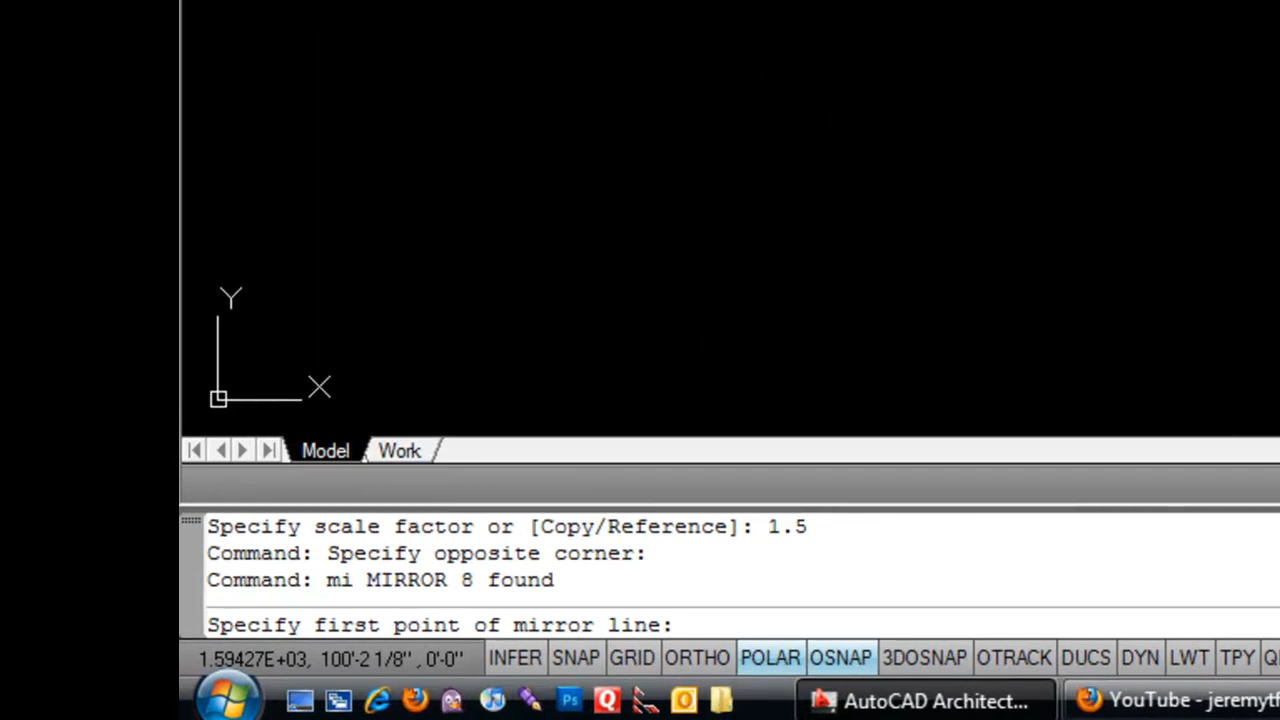 Y
X
Model Work
Specify scale factor or [Copy/Reference]: 1.5
Command: Specify opposite corner:
Command: mi MIRROR 8 found
Specify first point of mirror line:
1.59427E+03, 100'-2 1/8", 0'-0" INFER SNAP GRID ORTHO POLAR OSNAP 3DOSNAP OTRACK DUCS DYN LWT TPY
Ps Q O AutoCAD Architect... YouTube - jeremytf